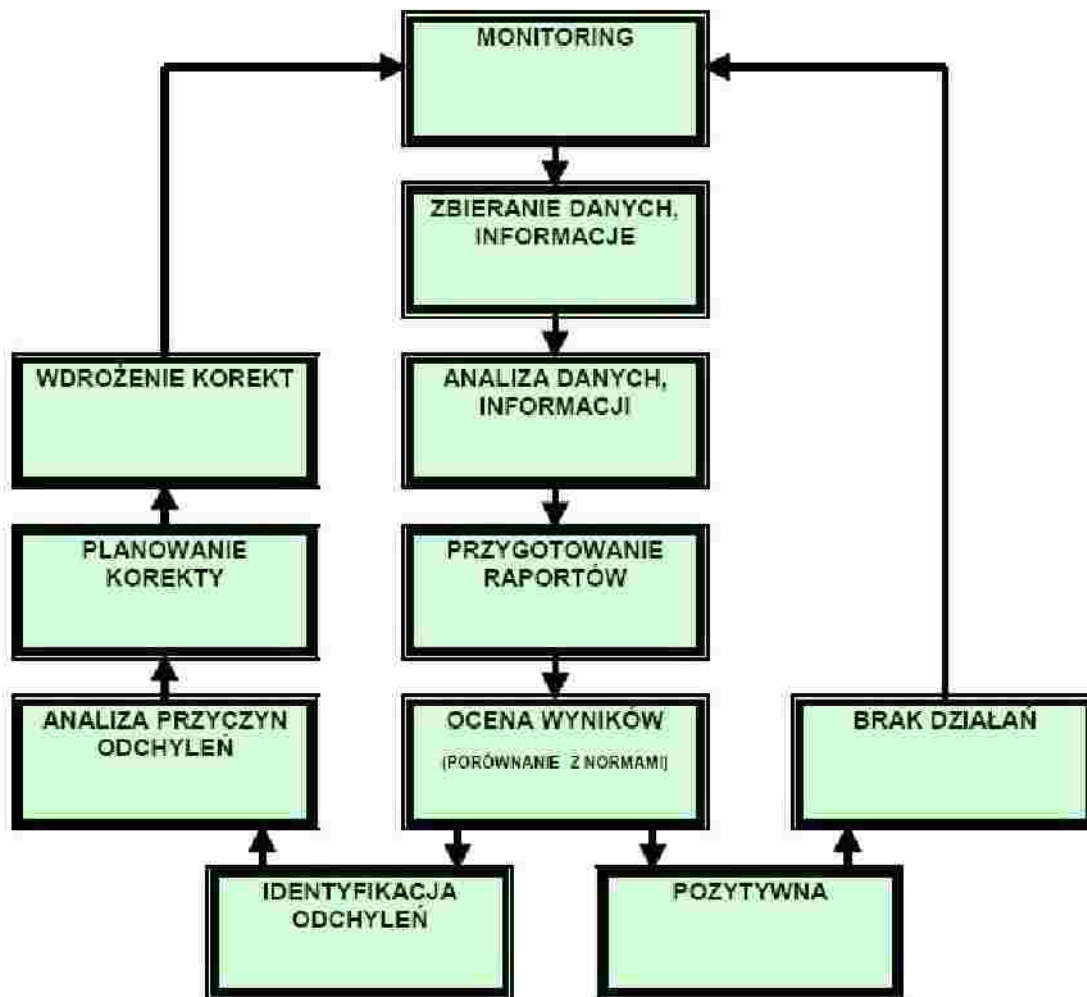 MONITORING
ZBIERANIE DANYCH,
INFORMACJE
ANALIZA DANYCH,
INFORMACJI
PRZYGOTOWANIE
RAPORTÓW
OCENA WYNIKÓW
(PORÓWNANIE Z NORMAMI)
IDENTYFIKACJA
ODCHYLEŃ
ANALIZA PRZYCZYN
ODCHYLEŃ
PLANOWANIE
KOREKTY
WDROŻENIE KOREKT
POZYTYWNA
BRAK DZIAŁAŃ